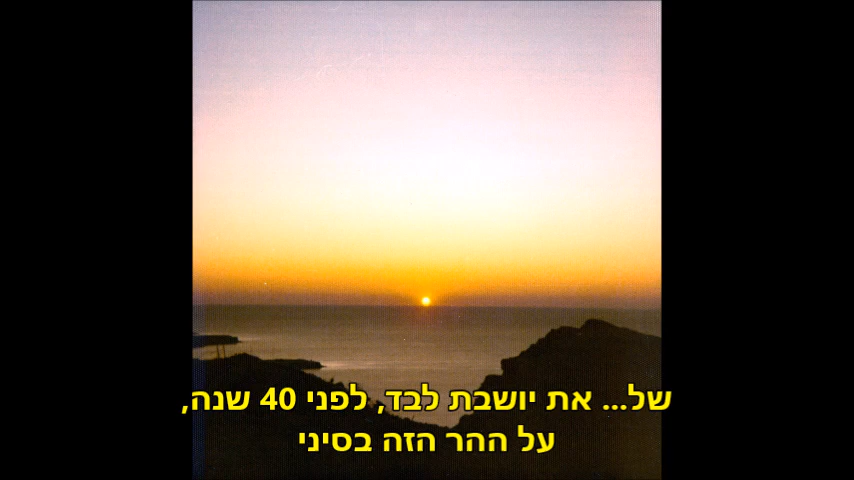 של... את יושבת לבד, לפני 40 שנה,
על ההר הזה בסיני